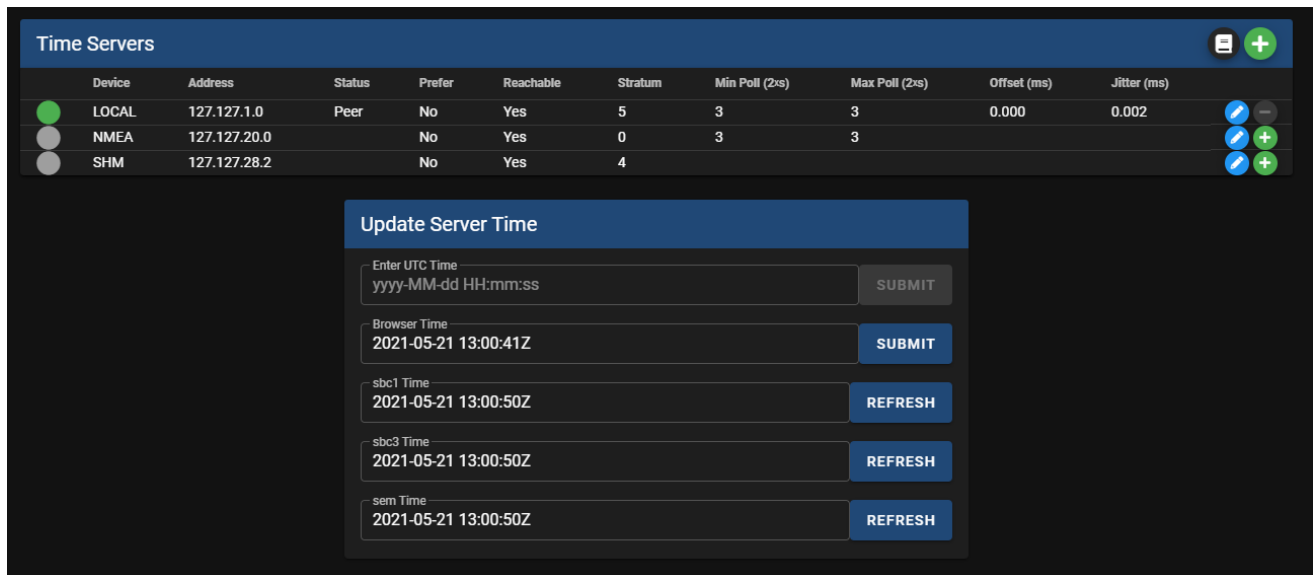 Time Servers
Device Address Status Prefer Reachable Stratum Min Poll (2xs) Max Poll (2xs) Offset (ms) Jitter (ms)
LOCAL 127.127.1.0 Peer No Yes 5 3 3 0.000 0.002
NMEA 127.127.20.0 No Yes 0 3 3
SHM 127.127.28.2 No Yes 4
Update Server Time
Enter UTC Time
yyyy-MM-dd HH:mm:ss SUBMIT
Browser Time
2021-05-21 13:00:41Z SUBMIT
sbc1 Time
2021-05-21 13:00:50Z REFRESH
sbc3 Time
2021-05-21 13:00:50Z REFRESH
sem Time
2021-05-21 13:00:50Z REFRESH